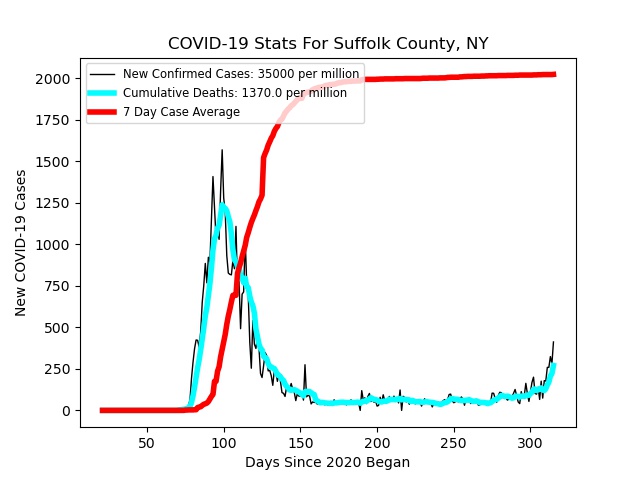 COVID-19 Stats For Suffolk County, NY
New Confirmed Cases: 35000 per million
Cumulative Deaths: 1370.0 per million
7 Day Case Average
New COVID-19 Cases
2000
1750
1500
1250
1000
750
500
250
0
50
100
150
200
250
300
Days Since 2020 Began